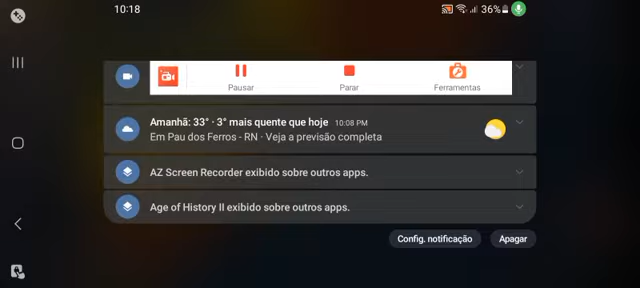 10:18
36%
Pausar
Parar
Ferramentas
Amanhã: 33° · 3° mais quente que hoje 10:08 PM
Em Pau dos Ferros - RN · Veja a previsão completa
AZ Screen Recorder exibido sobre outros apps.
Age of History II exibido sobre outros apps.
Config. notificação
Apagar